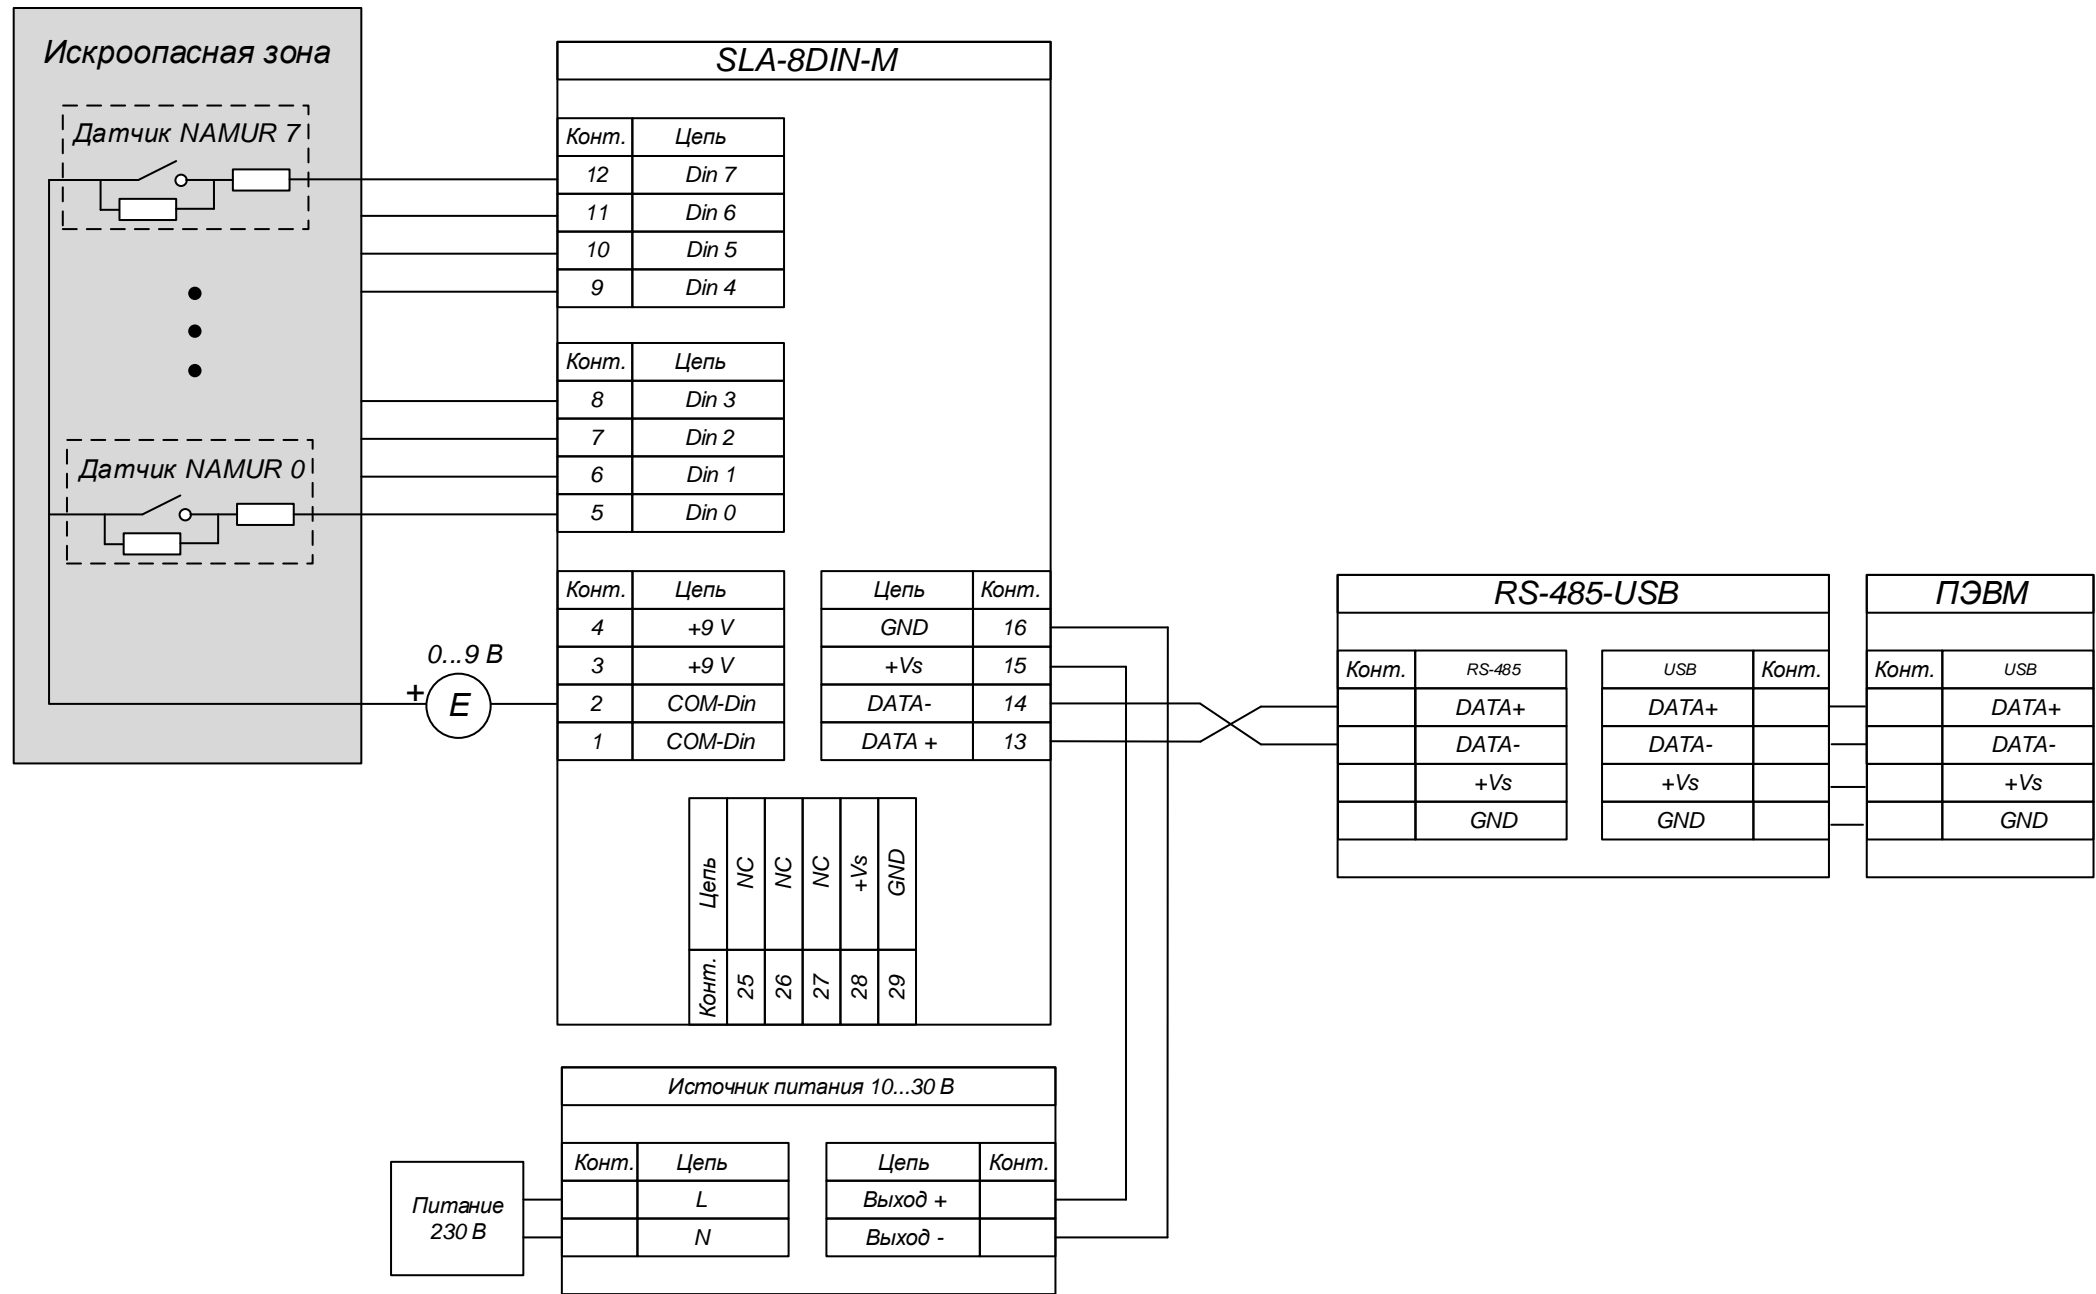 Искроопасная зона
Датчик NAMUR 7
Датчик NAMUR 0
0...9 В
+
E
SLA-8DIN-M
Конт. Цепь
12 Din 7
11 Din 6
10 Din 5
9 Din 4
Конт. Цепь
8 Din 3
7 Din 2
6 Din 1
5 Din 0
Конт. Цепь
4 +9 V
3 +9 V
2 COM-Din
1 COM-Din
Цепь Конт.
GND 16
+Vs 15
DATA- 14
DATA + 13
Цепь NC NC NC +Vs GND
Конт. 25 26 27 28 29
RS-485-USB
Конт. RS-485
DATA+
DATA-
+Vs
GND
USB Конт.
DATA+
DATA-
+Vs
GND
ПЭВМ
Конт. USB
DATA+
DATA-
+Vs
GND
Источник питания 10...30 В
Конт. Цепь
L
N
Цепь Конт.
Выход +
Выход -
Питание
230 В